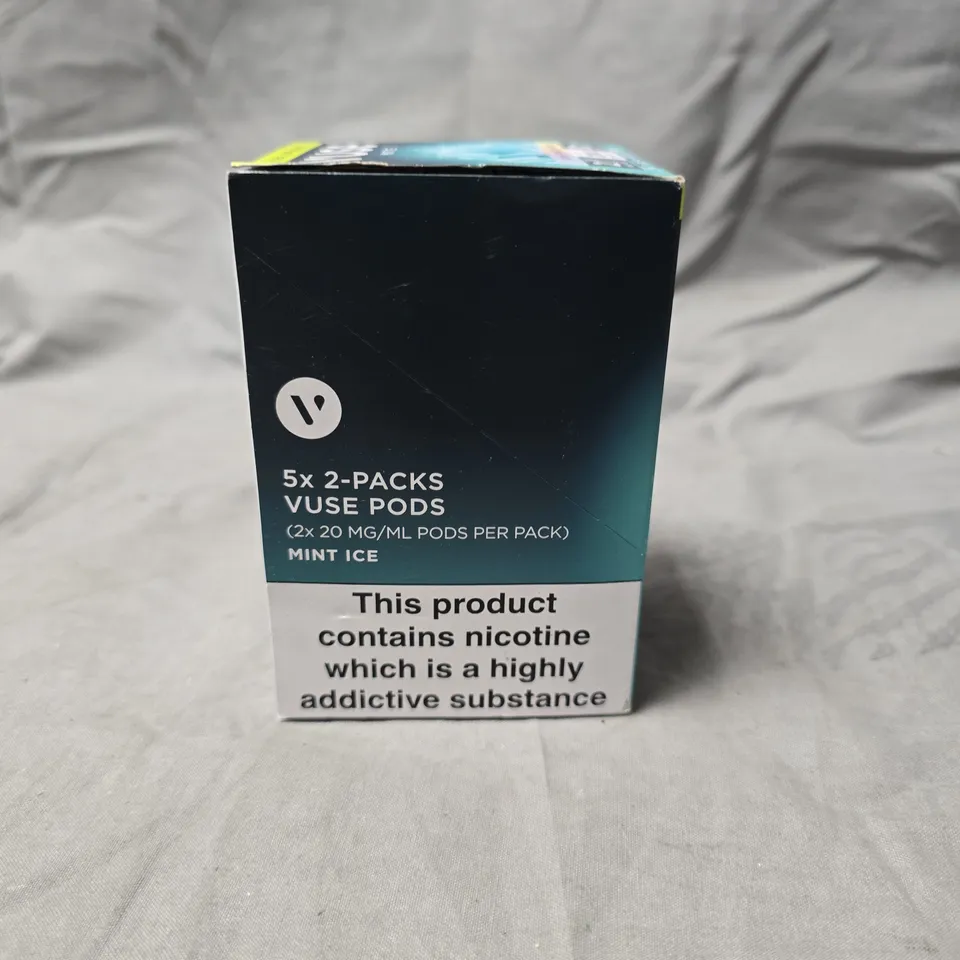 5x 2-PACKS
VUSE PODS
(2x 20 MG/ML PODS PER PACK)
MINT ICE
This product
contains nicotine
which is a highly
addictive substance